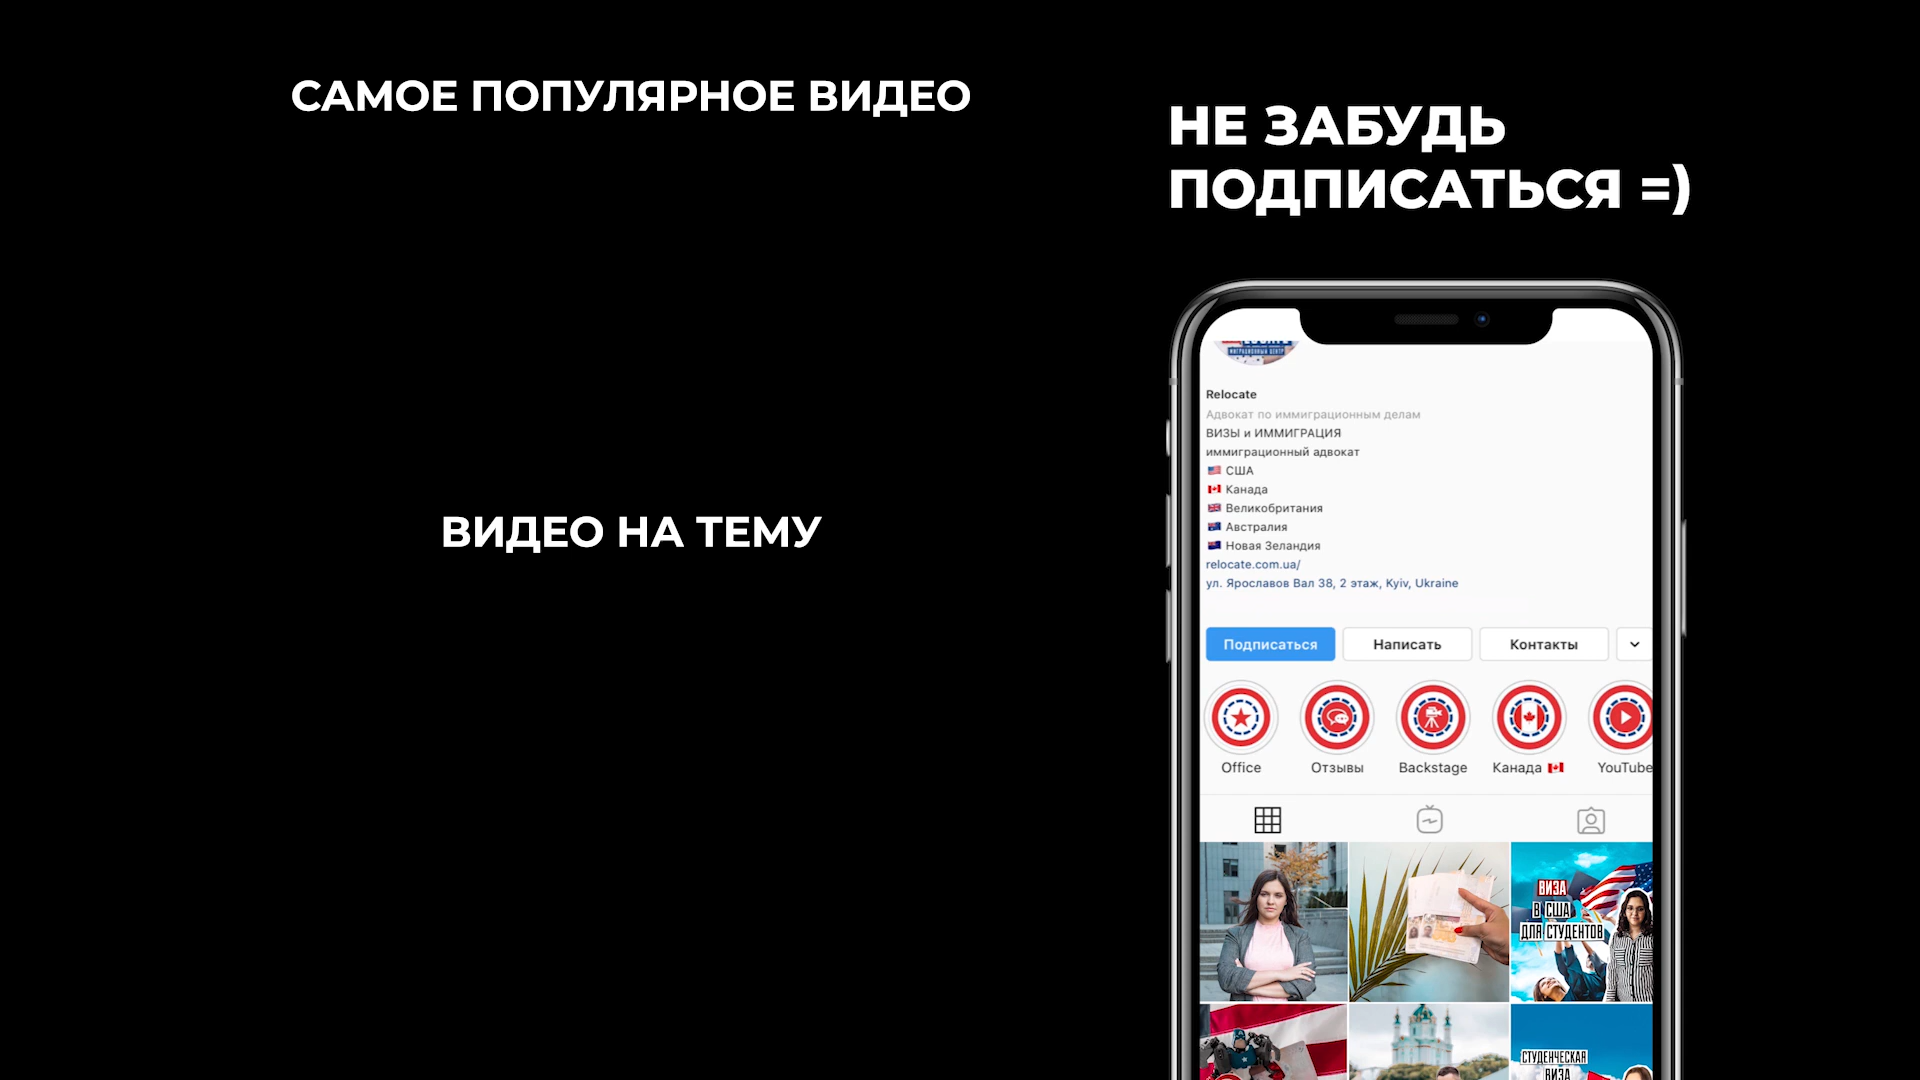 САМОЕ ПОПУЛЯРНОЕ ВИДЕО
НЕ ЗАБУДЬ
ПОДПИСАТЬСЯ =)
ВИДЕО НА ТЕМУ
ИММИГРАЦИОННЫЙ ЦЕНТР
Relocate
Адвокат по иммиграционным делам
ВИЗЫ и ИММИГРАЦИЯ
иммиграционный адвокат
🇺🇸 США
🇨🇦 Канада
🇬🇧 Великобритания
🇦🇺 Австралия
🇳🇿 Новая Зеландия
relocate.com.ua/
ул. Ярославов Вал 38, 2 этаж, Kyiv, Ukraine
Подписаться
Написать
Контакты
Office
Отзывы
Backstage
Канада 🇨🇦
YouTube
ВИЗА
В США
ДЛЯ СТУДЕНТОВ
СТУДЕНЧЕСКАЯ
ВИЗА